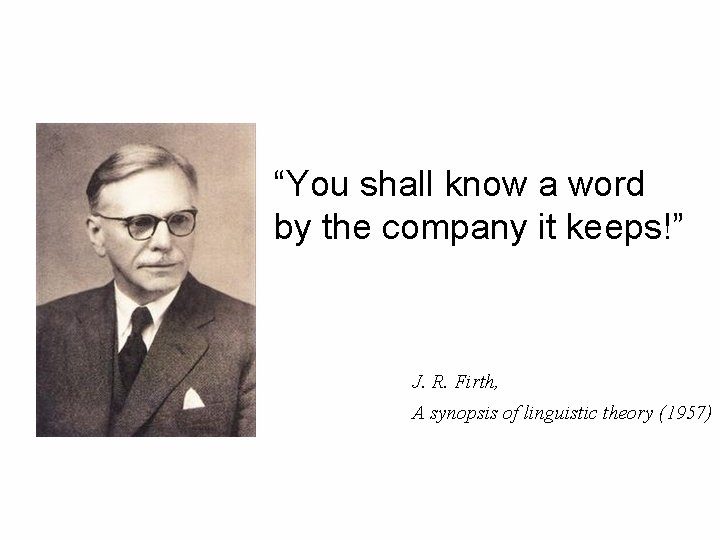 “You shall know a word
by the company it keeps!”
J. R. Firth,
A synopsis of linguistic theory (1957)